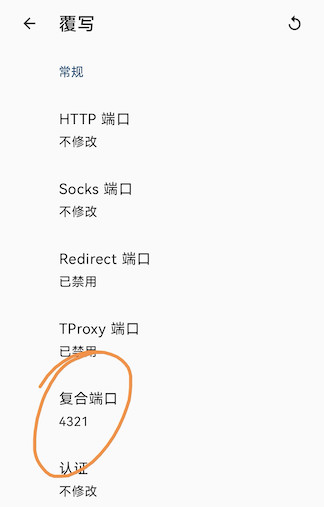 覆写
常规
HTTP 端口
不修改
Socks 端口
不修改
Redirect 端口
已禁用
TProxy 端口
已禁用
复合端口
4321
认证
不修改